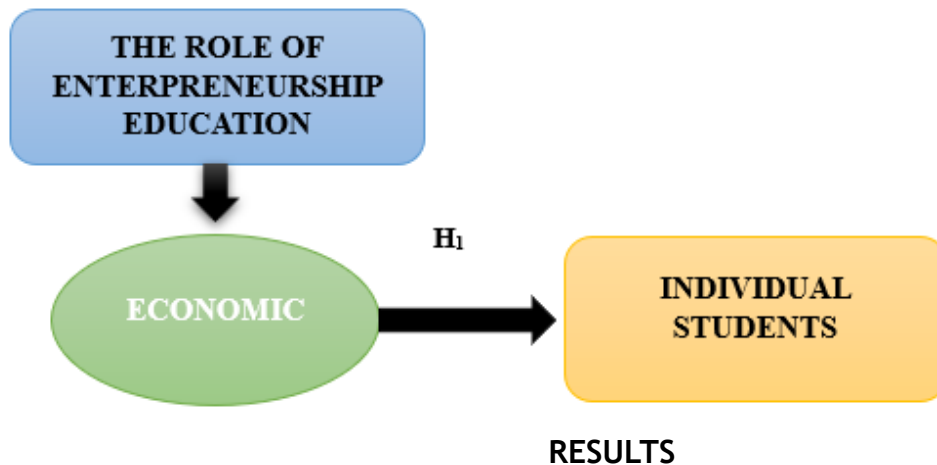 THE ROLE OF
ENTERPRENEURSHIP
EDUCATION
H₁
ECONOMIC
INDIVIDUAL
STUDENTS
RESULTS